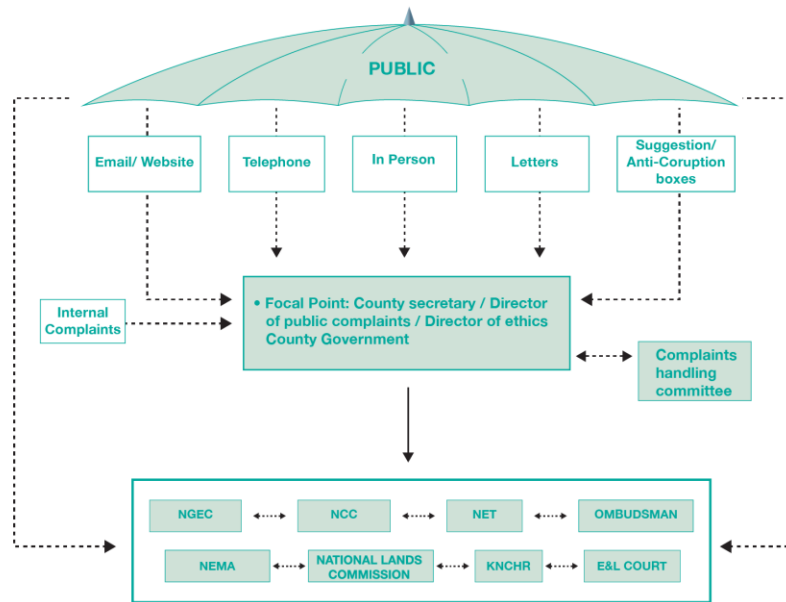 PUBLIC
Email/ Website
Telephone
In Person
Letters
Suggestion/
Anti-Coruption
boxes
Internal
Complaints
• Focal Point: County secretary / Director
of public complaints / Director of ethics
County Government
Complaints
handling
committee
NGEC
NCC
NET
OMBUDSMAN
NEMA
NATIONAL LANDS
COMMISSION
KNCHR
E&L COURT